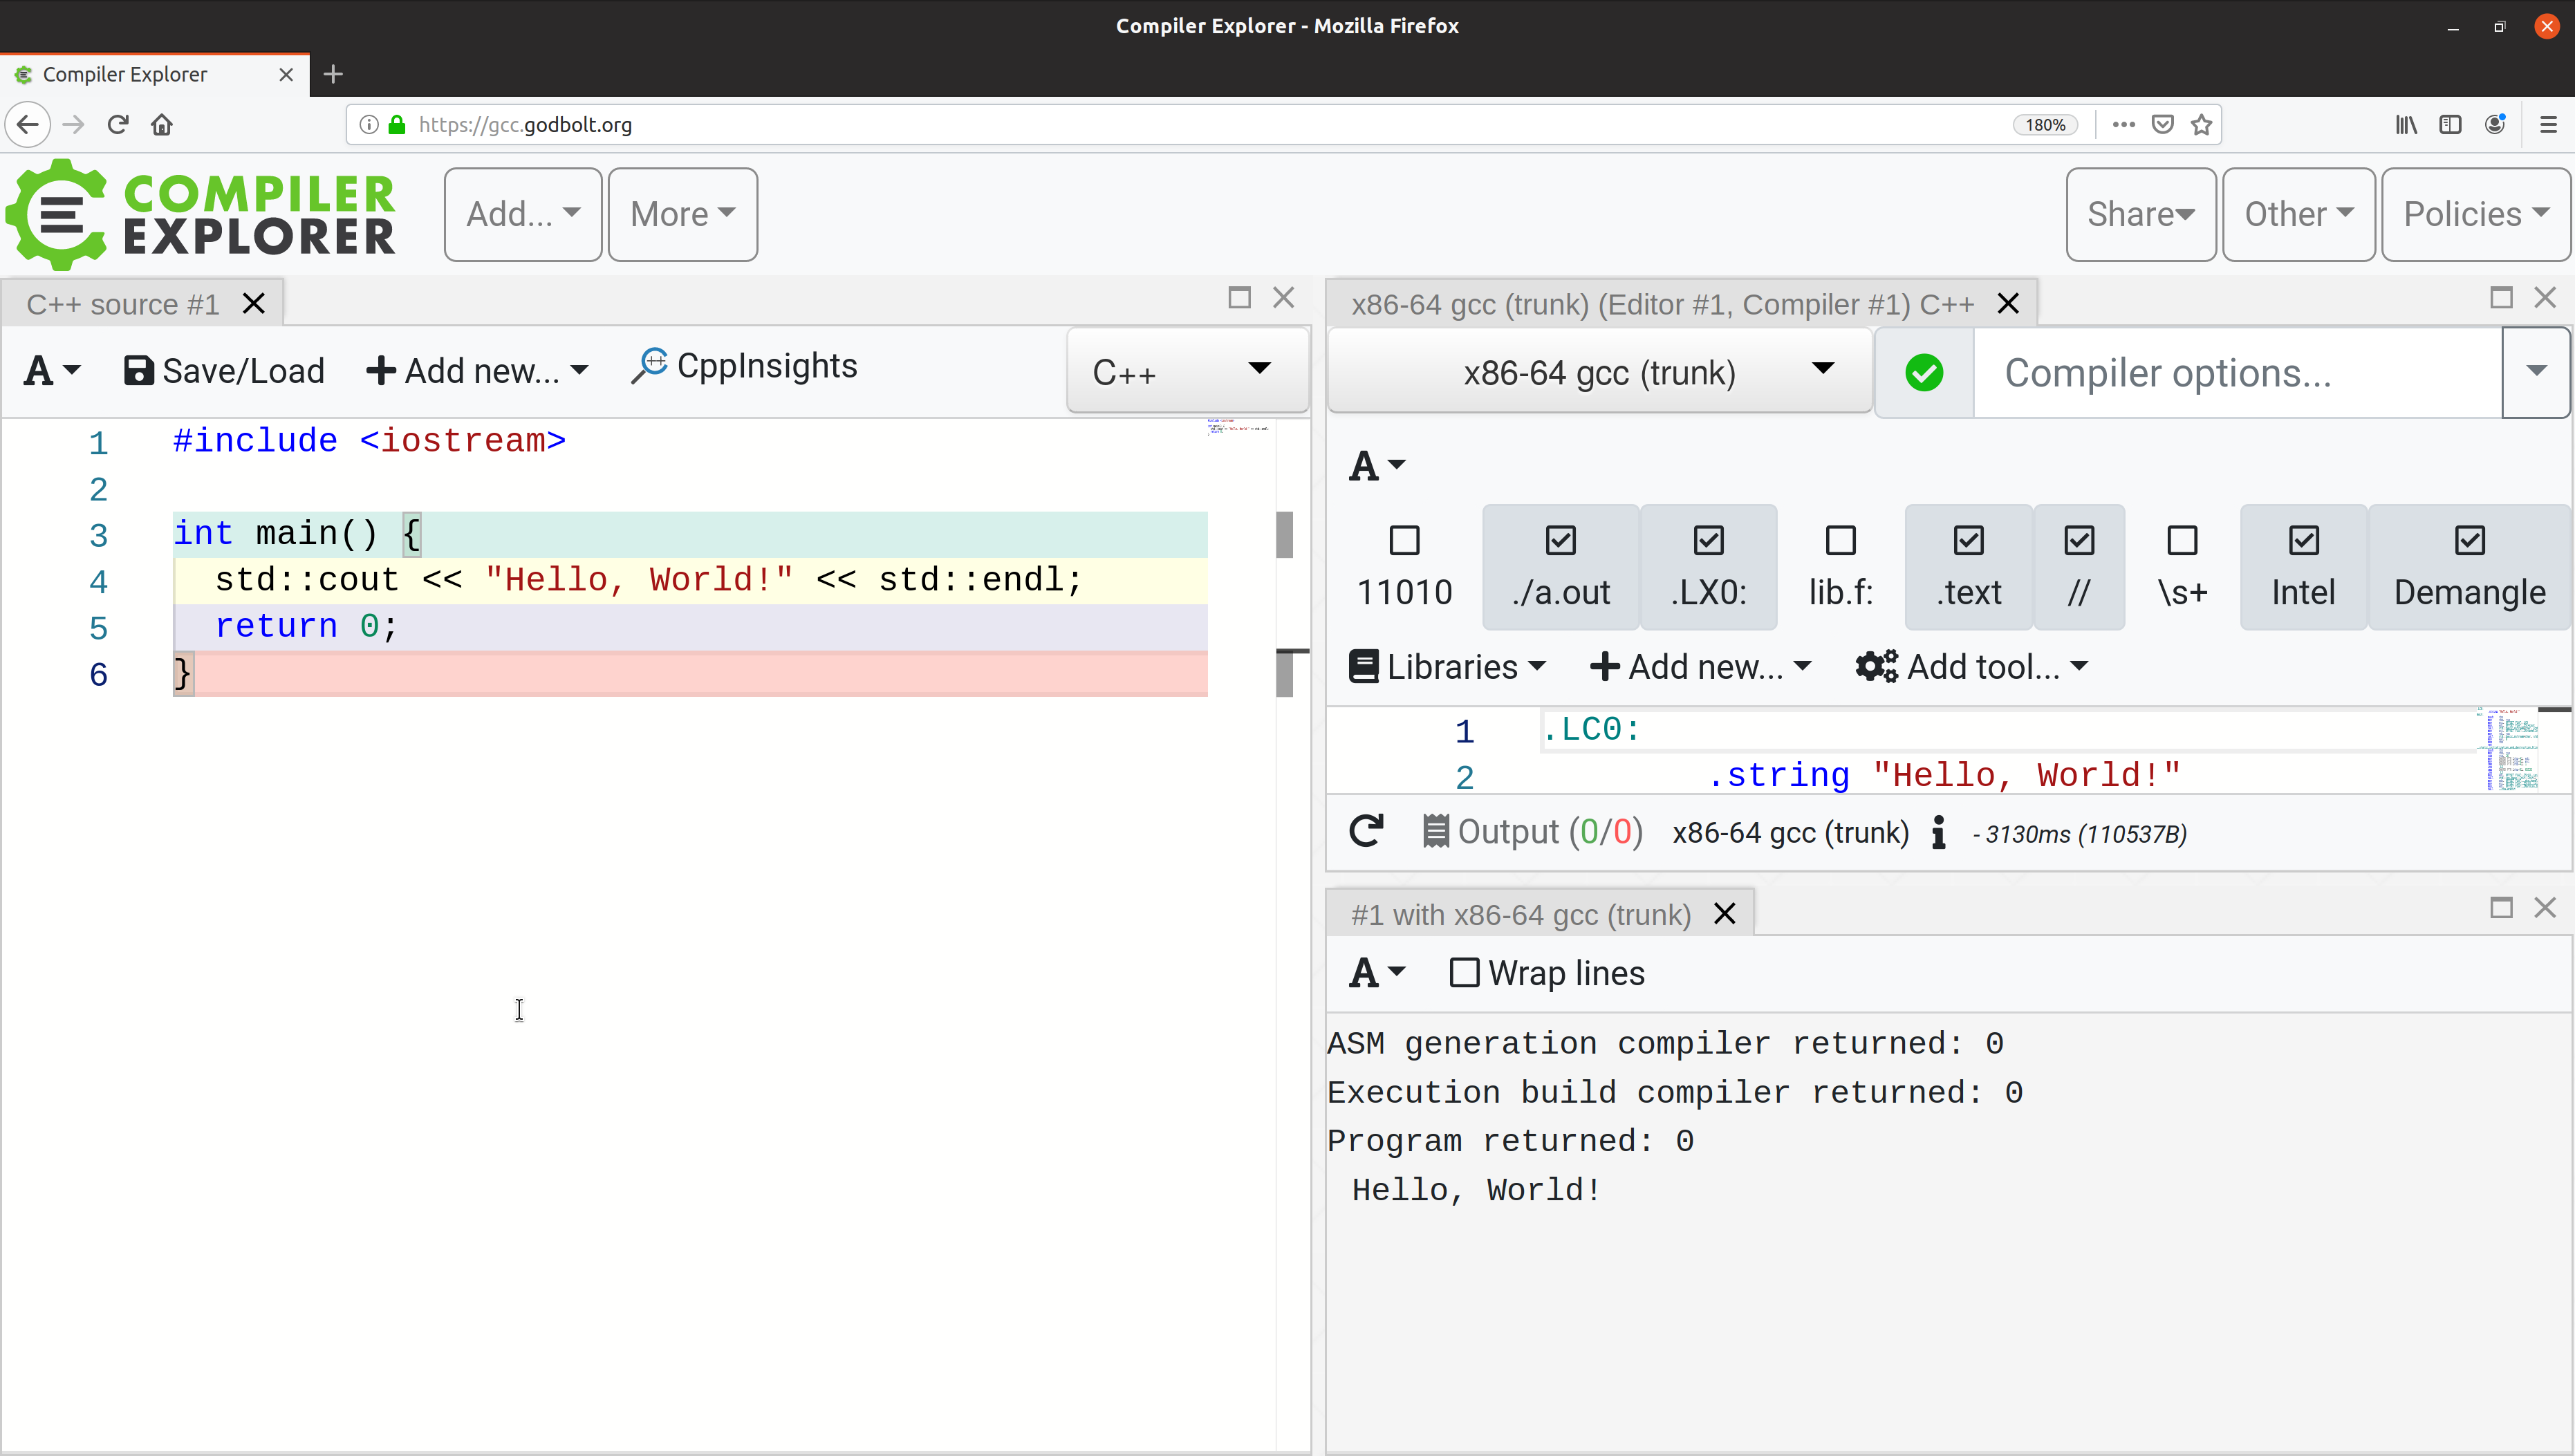 Compiler Explorer - Mozilla Firefox
Compiler Explorer
https://gcc.godbolt.org 180%
COMPILER
EXPLORER
Add... More Share Other Policies
C++ source #1
A Save/Load Add new... CppInsights C++
1 #include <iostream>
2
3 int main() {
4 std::cout << "Hello, World!" << std::endl;
5 return 0;
6 }
x86-64 gcc (trunk) (Editor #1, Compiler #1) C++
x86-64 gcc (trunk) Compiler options...
A
11010 ./a.out .LX0: lib.f: .text // \s+ Intel Demangle
Libraries Add new... Add tool...
1 .LC0:
2 .string "Hello, World!"
Output (0/0) x86-64 gcc (trunk) i - 3130ms (110537B)
#1 with x86-64 gcc (trunk)
A Wrap lines
ASM generation compiler returned: 0
Execution build compiler returned: 0
Program returned: 0
Hello, World!